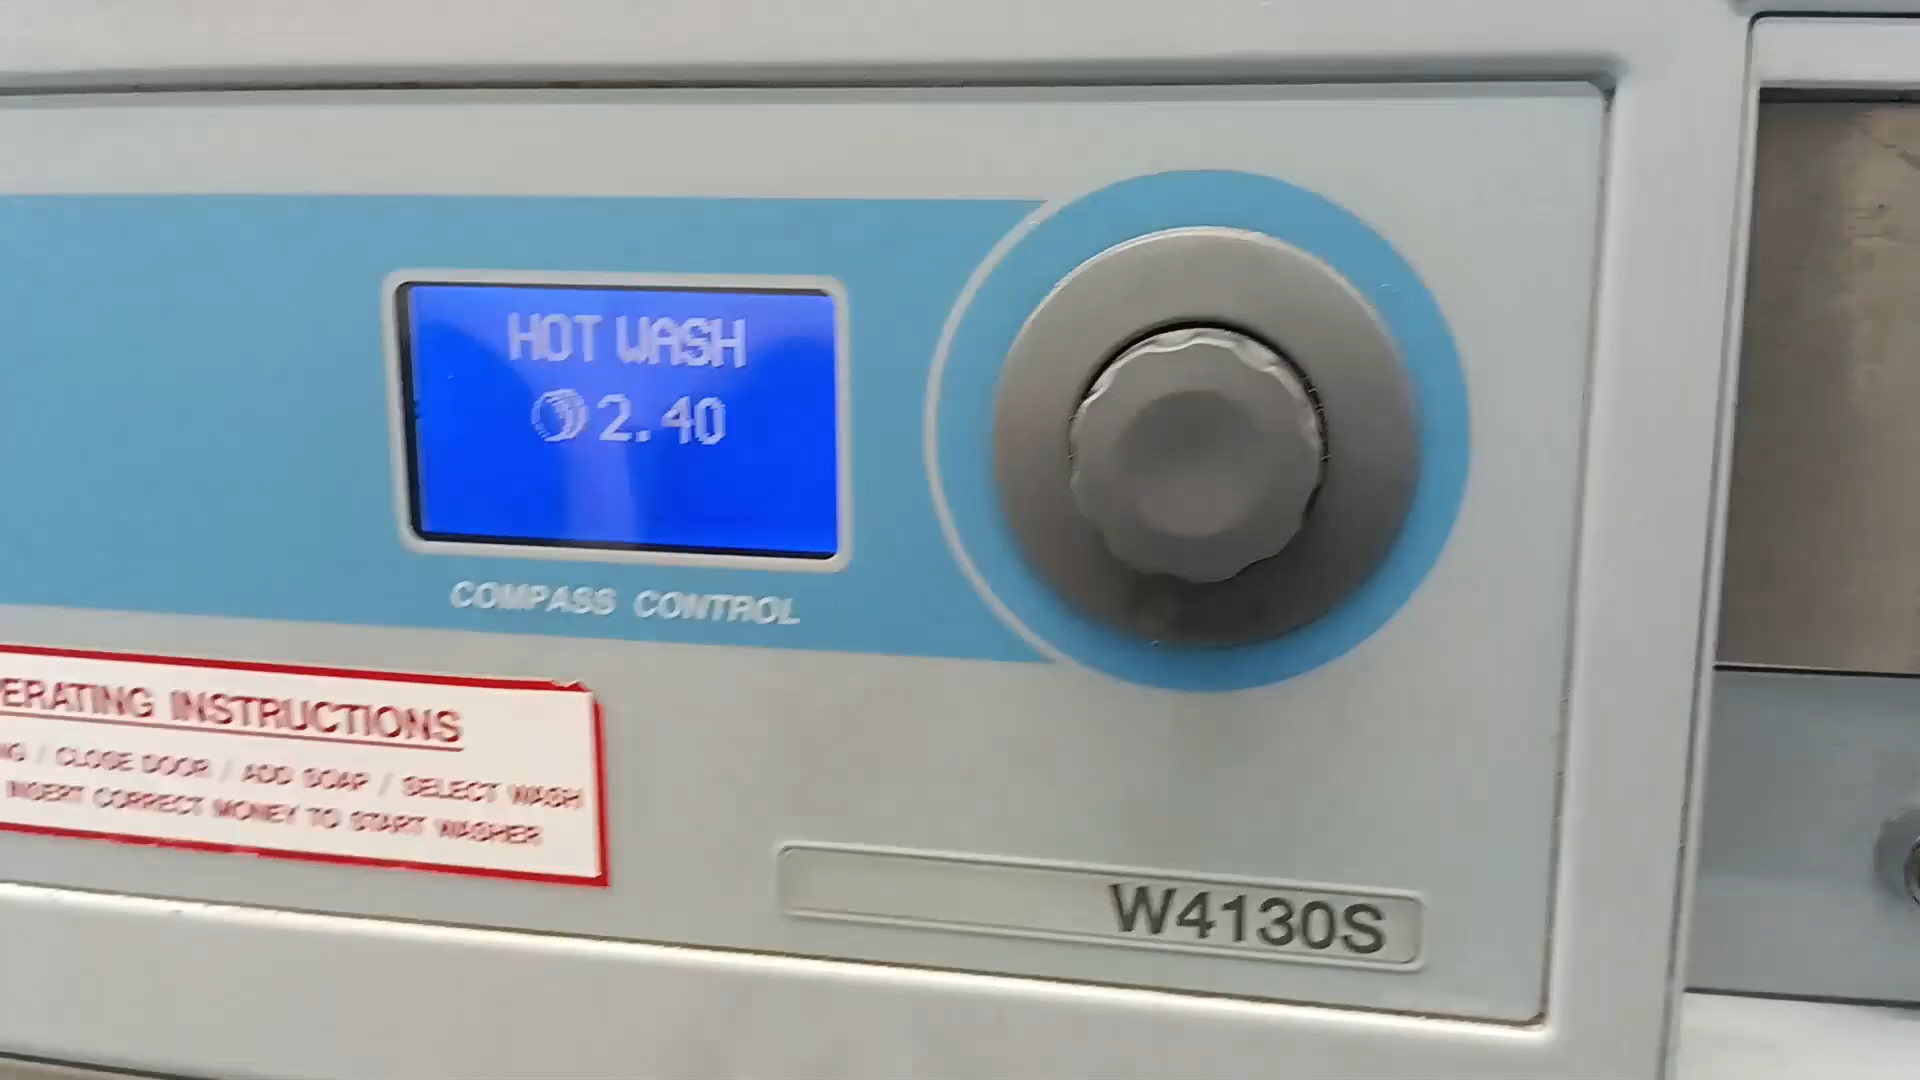 HOT WASH
2.40
COMPASS CONTROL
ERATING INSTRUCTIONS
/ CLOSE DOOR / ADD SOAP / SELECT WASH
INSERT CORRECT MONEY TO START WASHER
W4130S